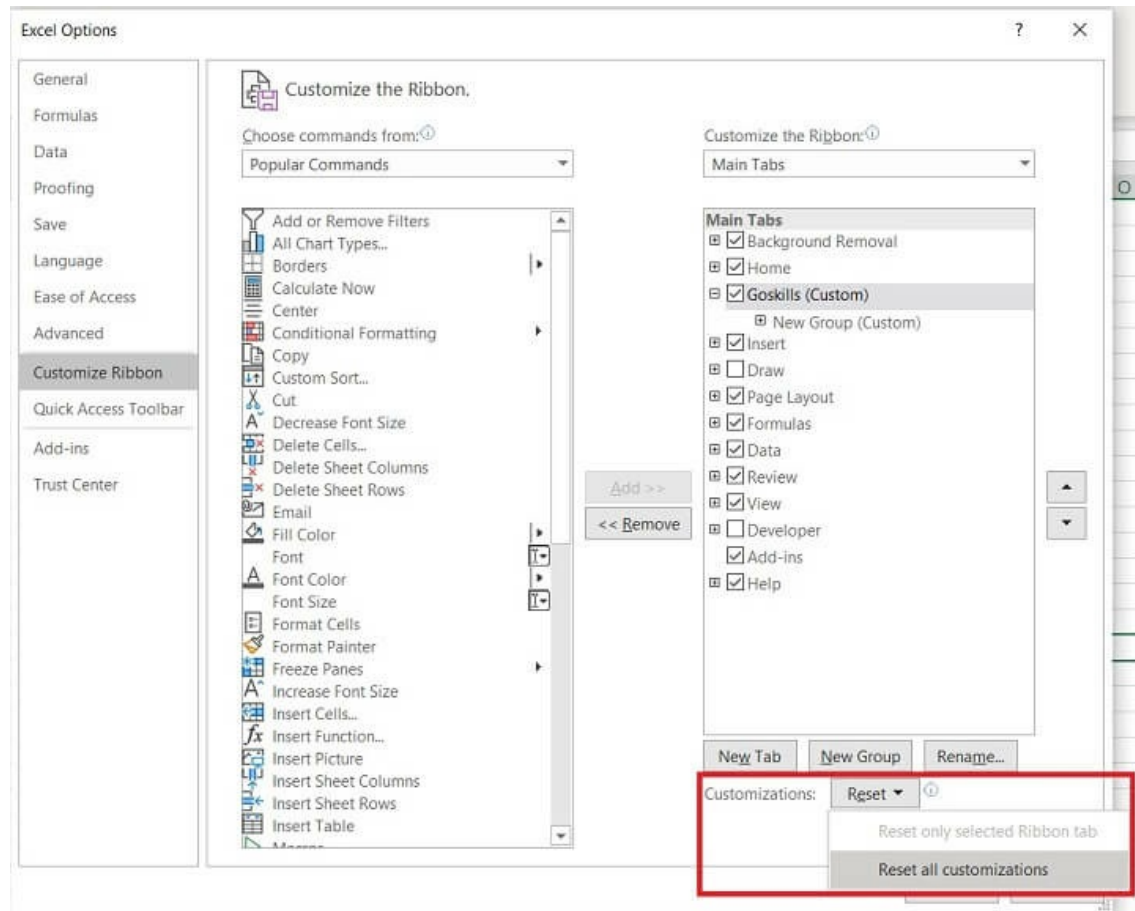 Excel Options
?
General
Formulas
Data
Proofing
Save
Language
Ease of Access
Advanced
Customize Ribbon
Quick Access Toolbar
Add-ins
Trust Center
Customize the Ribbon.
Choose commands from:
Popular Commands
Add or Remove Filters
All Chart Types...
Borders
Calculate Now
Center
Conditional Formatting
Copy
Custom Sort...
Cut
Decrease Font Size
Delete Cells...
Delete Sheet Columns
Delete Sheet Rows
Email
Fill Color
Font
Font Color
Font Size
Format Cells
Format Painter
Freeze Panes
Increase Font Size
Insert Cells...
Insert Function...
Insert Picture
Insert Sheet Columns
Insert Sheet Rows
Insert Table
Macros
Add >>
<< Remove
Customize the Ribbon:
Main Tabs
Main Tabs
Background Removal
Home
Goskills (Custom)
New Group (Custom)
Insert
Draw
Page Layout
Formulas
Data
Review
View
Developer
Add-ins
Help
New Tab
New Group
Rename...
Customizations:
Reset
Reset only selected Ribbon tab
Reset all customizations
O